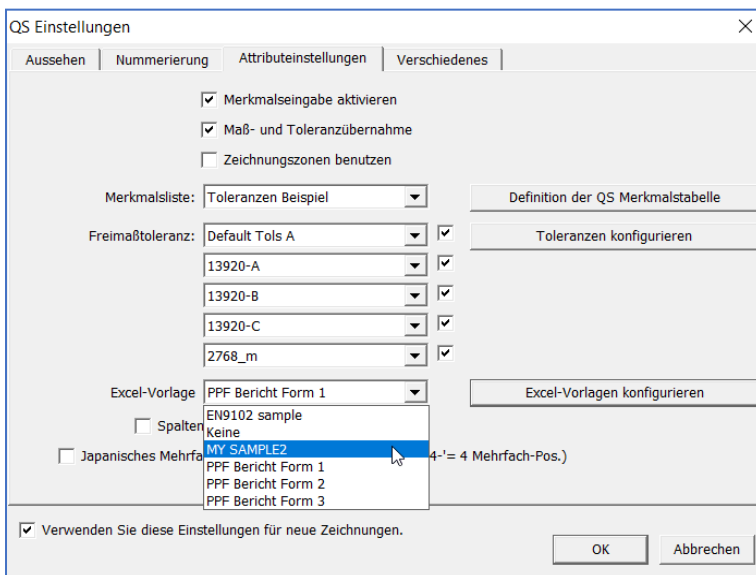 QS Einstellungen
Aussehen Nummerierung Attributeinstellungen Verschiedenes
Merkmalseingabe aktivieren
Maß- und Toleranzübernahme
Zeichnungszonen benutzen
Merkmalsliste: Toleranzen Beispiel Definition der QS Merkmalstabelle
Freimaßtoleranz: Default Tols A Toleranzen konfigurieren
13920-A
13920-B
13920-C
2768_m
Excel-Vorlage PPF Bericht Form 1 Excel-Vorlagen konfigurieren
EN9102 sample
Spalten
Keine
MY SAMPLE2
Japanisches Mehrfa 4-'= 4 Mehrfach-Pos.)
PPF Bericht Form 1
PPF Bericht Form 2
PPF Bericht Form 3
Verwenden Sie diese Einstellungen für neue Zeichnungen.
OK Abbrechen